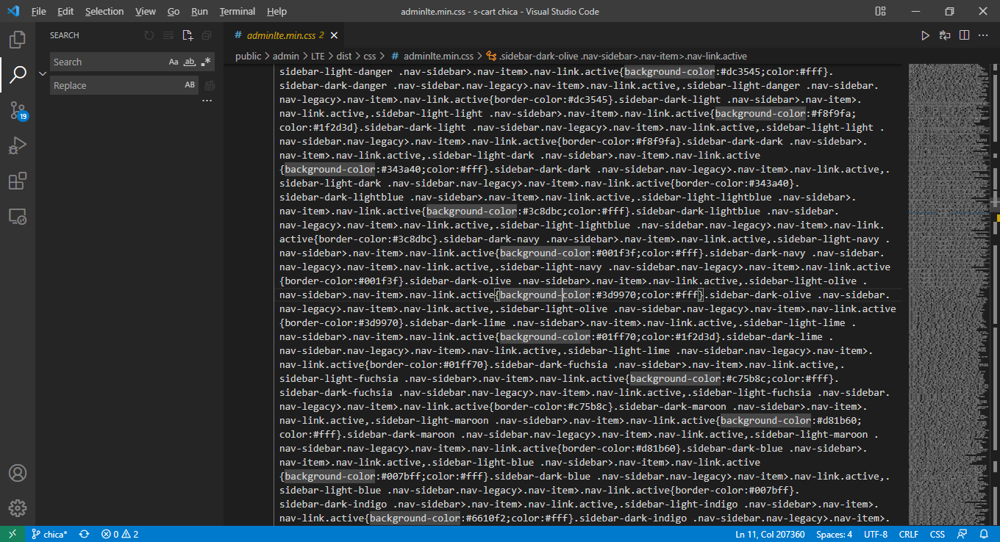 File Edit Selection View Go Run Terminal Help
adminlte.min.css - s-cart chica - Visual Studio Code
SEARCH
Search
Aa ab .*
Replace
AB
...
19
# adminlte.min.css 2
public > admin > LTE > dist > css > # adminlte.min.css > .sidebar-dark-olive .nav-sidebar>.nav-item>.nav-link.active
sidebar-light-danger .nav-sidebar>.nav-item>.nav-link.active{background-color:#dc3545;color:#fff}.
sidebar-dark-danger .nav-sidebar.nav-legacy>.nav-item>.nav-link.active,.sidebar-light-danger .nav-sidebar.
nav-legacy>.nav-item>.nav-link.active{border-color:#dc3545}.sidebar-dark-light .nav-sidebar>.nav-item>.
nav-link.active,.sidebar-light-light .nav-sidebar>.nav-item>.nav-link.active{background-color:#f8f9fa;
color:#1f2d3d}.sidebar-dark-light .nav-sidebar.nav-legacy>.nav-item>.nav-link.active,.sidebar-light-light .
nav-sidebar.nav-legacy>.nav-item>.nav-link.active{border-color:#f8f9fa}.sidebar-dark-dark .nav-sidebar>.
nav-item>.nav-link.active,.sidebar-light-dark .nav-sidebar>.nav-item>.nav-link.active
{background-color:#343a40;color:#fff}.sidebar-dark-dark .nav-sidebar.nav-legacy>.nav-item>.nav-link.active,.
sidebar-light-dark .nav-sidebar.nav-legacy>.nav-item>.nav-link.active{border-color:#343a40}.
sidebar-dark-lightblue .nav-sidebar>.nav-item>.nav-link.active,.sidebar-light-lightblue .nav-sidebar>.
nav-item>.nav-link.active{background-color:#3c8dbc;color:#fff}.sidebar-dark-lightblue .nav-sidebar.
nav-legacy>.nav-item>.nav-link.active,.sidebar-light-lightblue .nav-sidebar.nav-legacy>.nav-item>.nav-link.
active{border-color:#3c8dbc}.sidebar-dark-navy .nav-sidebar>.nav-item>.nav-link.active,.sidebar-light-navy .
nav-sidebar>.nav-item>.nav-link.active{background-color:#001f3f;color:#fff}.sidebar-dark-navy .nav-sidebar.
nav-legacy>.nav-item>.nav-link.active,.sidebar-light-navy .nav-sidebar.nav-legacy>.nav-item>.nav-link.active
{border-color:#001f3f}.sidebar-dark-olive .nav-sidebar>.nav-item>.nav-link.active,.sidebar-light-olive .
nav-sidebar>.nav-item>.nav-link.active{background-color:#3d9970;color:#fff}.sidebar-dark-olive .nav-sidebar.
nav-legacy>.nav-item>.nav-link.active,.sidebar-light-olive .nav-sidebar.nav-legacy>.nav-item>.nav-link.active
{border-color:#3d9970}.sidebar-dark-lime .nav-sidebar>.nav-item>.nav-link.active,.sidebar-light-lime .
nav-sidebar>.nav-item>.nav-link.active{background-color:#01ff70;color:#1f2d3d}.sidebar-dark-lime .
nav-sidebar.nav-legacy>.nav-item>.nav-link.active,.sidebar-light-lime .nav-sidebar.nav-legacy>.nav-item>.
nav-link.active{border-color:#01ff70}.sidebar-dark-fuchsia .nav-sidebar>.nav-item>.nav-link.active,.
sidebar-light-fuchsia .nav-sidebar>.nav-item>.nav-link.active{background-color:#c75b8c;color:#fff}.
sidebar-dark-fuchsia .nav-sidebar.nav-legacy>.nav-item>.nav-link.active,.sidebar-light-fuchsia .nav-sidebar.
nav-legacy>.nav-item>.nav-link.active{border-color:#c75b8c}.sidebar-dark-maroon .nav-sidebar>.nav-item>.
nav-link.active,.sidebar-light-maroon .nav-sidebar>.nav-item>.nav-link.active{background-color:#d81b60;
color:#fff}.sidebar-dark-maroon .nav-sidebar.nav-legacy>.nav-item>.nav-link.active,.sidebar-light-maroon .
nav-sidebar.nav-legacy>.nav-item>.nav-link.active{border-color:#d81b60}.sidebar-dark-blue .nav-sidebar>.
nav-item>.nav-link.active,.sidebar-light-blue .nav-sidebar>.nav-item>.nav-link.active
{background-color:#007bff;color:#fff}.sidebar-dark-blue .nav-sidebar.nav-legacy>.nav-item>.nav-link.active,.
sidebar-light-blue .nav-sidebar.nav-legacy>.nav-item>.nav-link.active{border-color:#007bff}.
sidebar-dark-indigo .nav-sidebar>.nav-item>.nav-link.active,.sidebar-light-indigo .nav-sidebar>.nav-item>.
nav-link.active{background-color:#6610f2;color:#fff}.sidebar-dark-indigo .nav-sidebar.nav-legacy>.nav-item>.
chica* 0 2
Ln 11, Col 207360 Spaces: 4 UTF-8 CRLF CSS